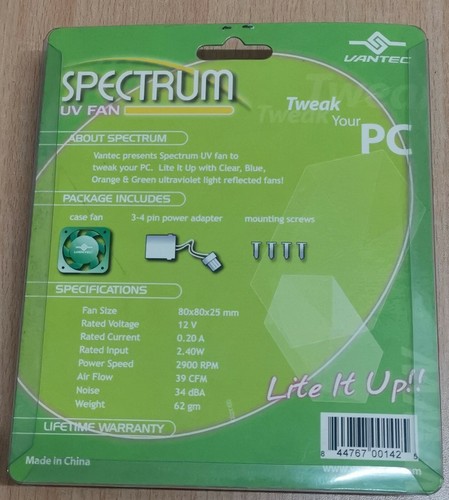 VANTEC
SPECTRUM
UV FAN
Tweak
Tweak
Tweak Your
PC
ABOUT SPECTRUM
Vantec presents Spectrum UV fan to
tweak your PC. Lite It Up with Clear, Blue,
Orange & Green ultraviolet light reflected fans!
PACKAGE INCLUDES
case fan 3-4 pin power adapter mounting screws
SPECIFICATIONS
Fan Size 80x80x25 mm
Rated Voltage 12 V
Rated Current 0.20 A
Rated Input 2.40W
Power Speed 2900 RPM
Air Flow 39 CFM
Noise 34 dBA
Weight 62 gm
Lite It Up!!
LIFETIME WARRANTY
8 44767 00142 5
Made in China